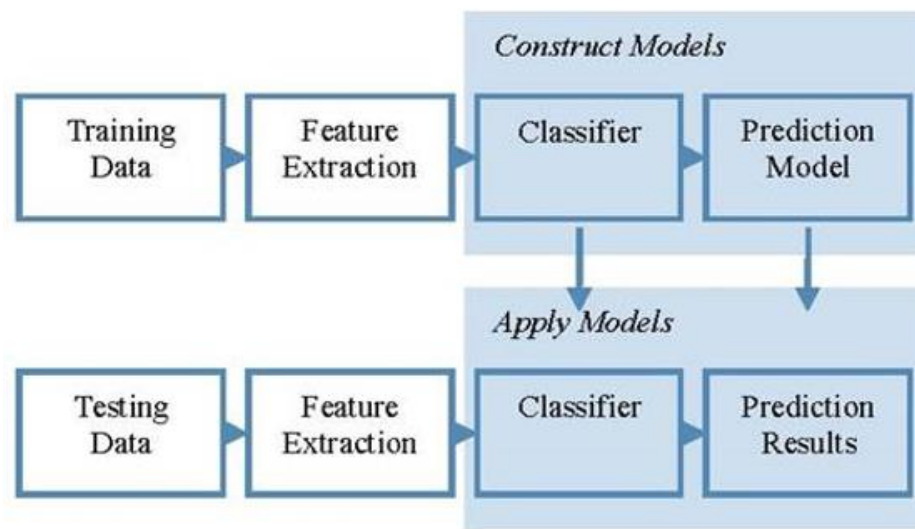 Construct Models
Training
Data
Feature
Extraction
Classifier
Prediction
Model
Apply Models
Testing
Data
Feature
Extraction
Classifier
Prediction
Results